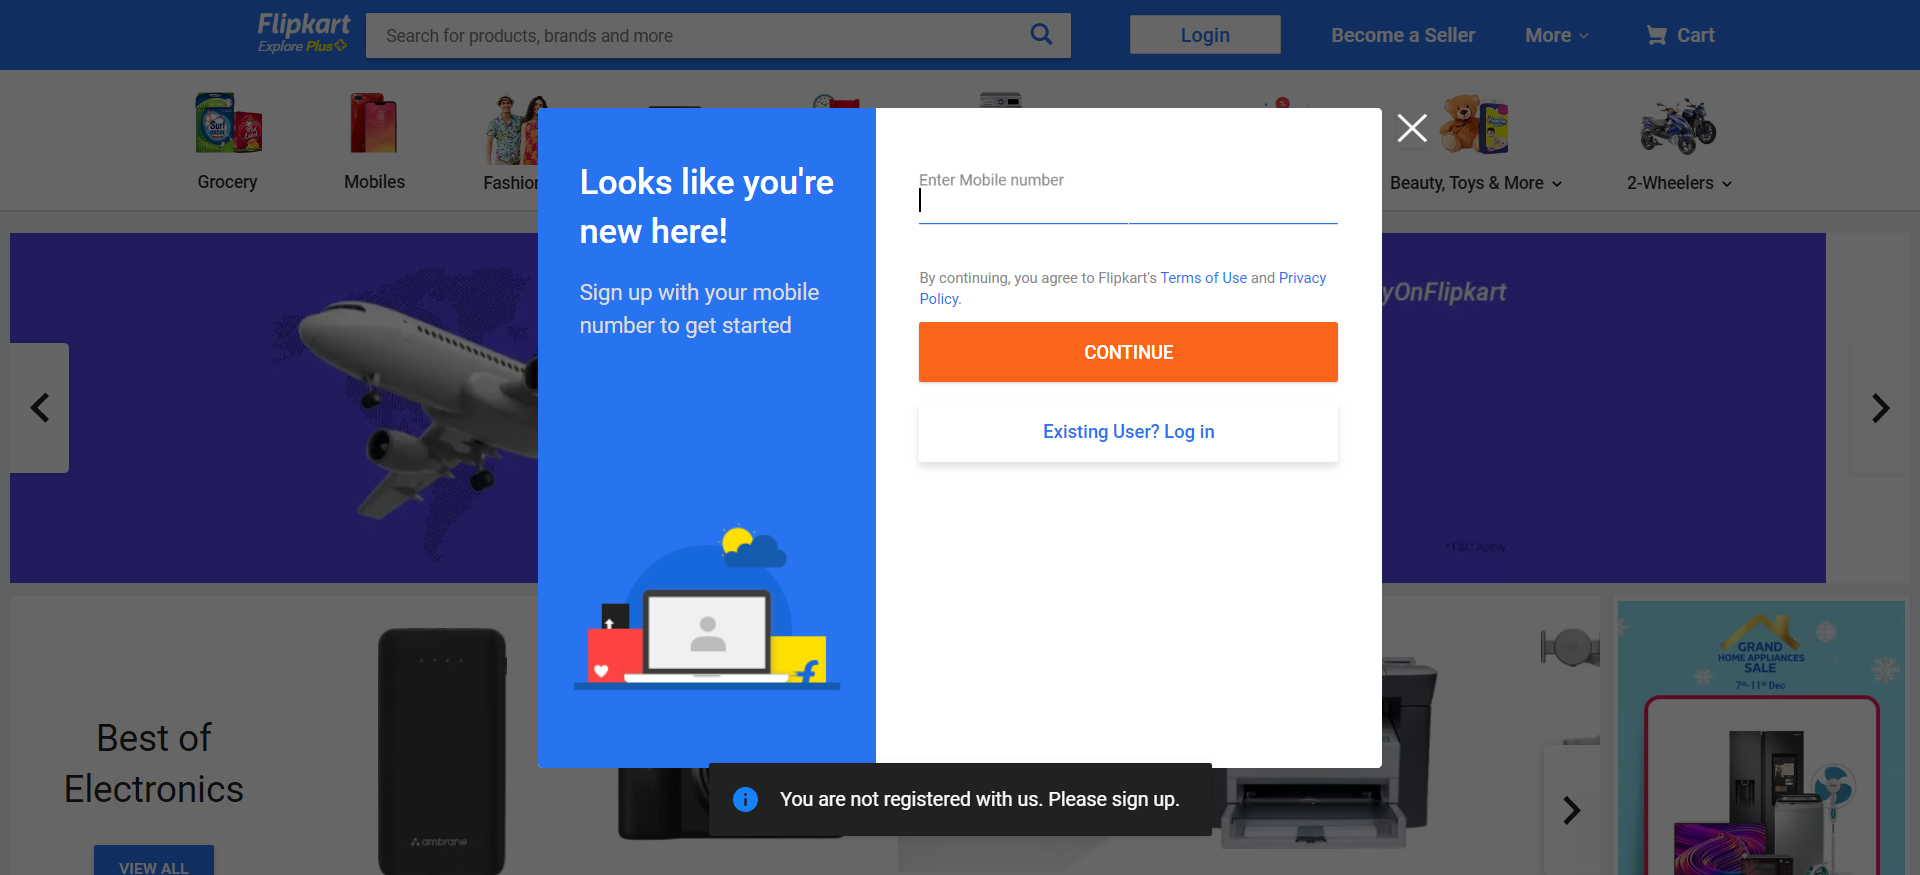 Flipkart
Explore Plus
Search for products, brands and more
Login
Become a Seller
More
Cart
Surf excel
Grocery
Mobiles
Fashion
Beauty, Toys & More
2-Wheelers
Looks like you're
new here!
Sign up with your mobile
number to get started
Enter Mobile number
By continuing, you agree to Flipkart's Terms of Use and Privacy
Policy.
CONTINUE
Existing User? Log in
yOnFlipkart
*T&C Apply
Best of
Electronics
VIEW ALL
ambrane
You are not registered with us. Please sign up.
GRAND
HOME APPLIANCES
SALE
7th-11th Dec